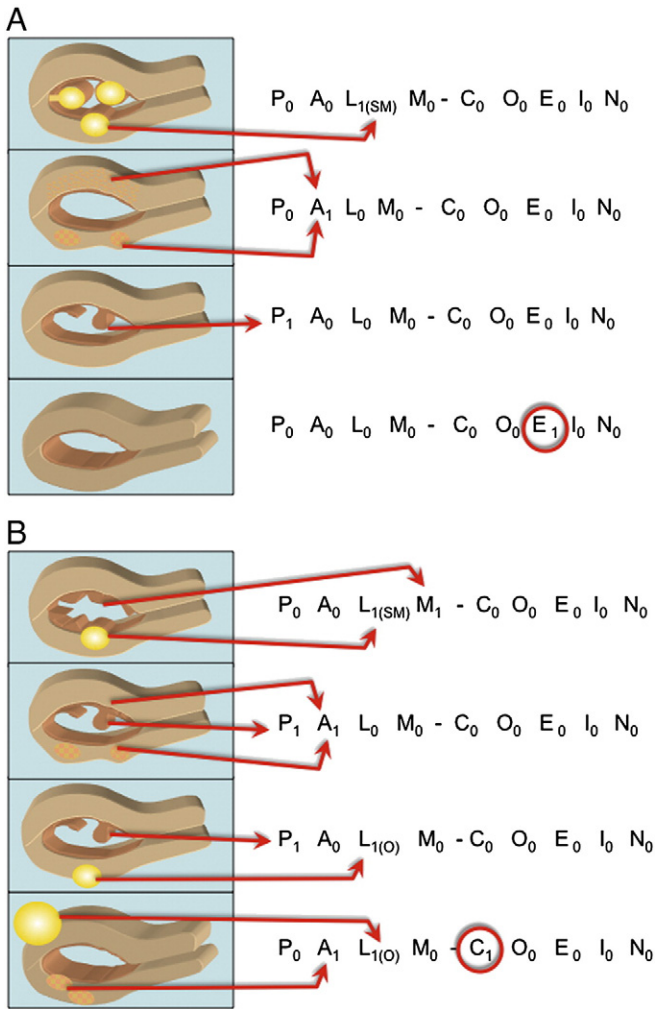 A
P₀ A₀ L₁(SM) M₀ - C₀ O₀ E₀ I₀ N₀
P₀ A₁ L₀ M₀ - C₀ O₀ E₀ I₀ N₀
P₁ A₀ L₀ M₀ - C₀ O₀ E₀ I₀ N₀
P₀ A₀ L₀ M₀ - C₀ O₀ E₁ I₀ N₀
B
P₀ A₀ L₁(SM) M₁ - C₀ O₀ E₀ I₀ N₀
P₁ A₁ L₀ M₀ - C₀ O₀ E₀ I₀ N₀
P₁ A₀ L₁(O) M₀ - C₀ O₀ E₀ I₀ N₀
P₀ A₁ L₁(O) M₀ - C₁ O₀ E₀ I₀ N₀